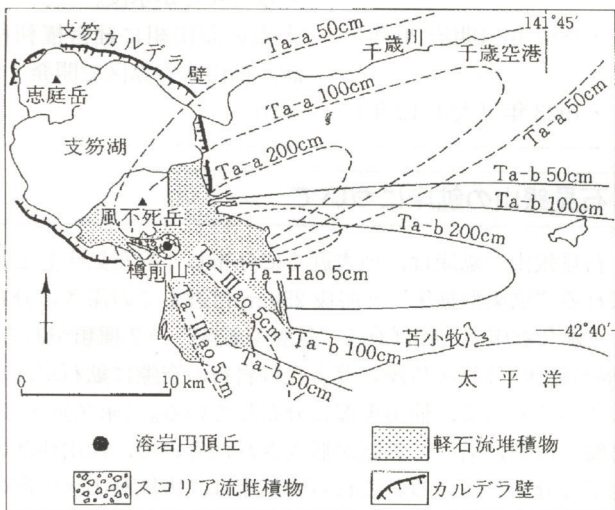 141°45′
支笏カルデラ壁
Ta-a 50cm
千歳川
千歳空港
恵庭岳
Ta-a 100cm
Ta-a 50cm
支笏湖
Ta-a 200cm
Ta-b 50cm
Ta-b 100cm
風不死岳
Ta-b 200cm
樽前山
Ta-IIao 5cm
Ta-IIIao 5cm
Ta-IIIao 5cm
Ta-b 100cm
苫小牧
42°40′
Ta-b 50cm
0 10 km
太平洋
溶岩円頂丘
軽石流堆積物
スコリア流堆積物
カルデラ壁